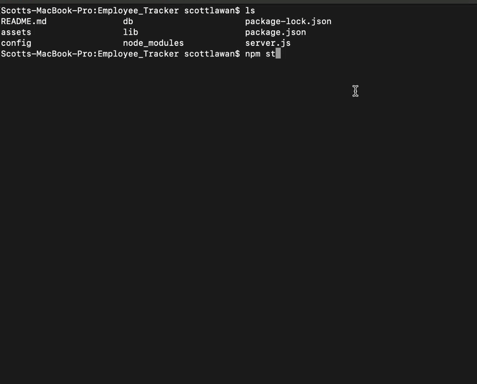 Scotts-MacBook-Pro:Employee_Tracker scottlawan$ ls
README.md db package-lock.json
assets lib package.json
config node_modules server.js
Scotts-MacBook-Pro:Employee_Tracker scottlawan$ npm st